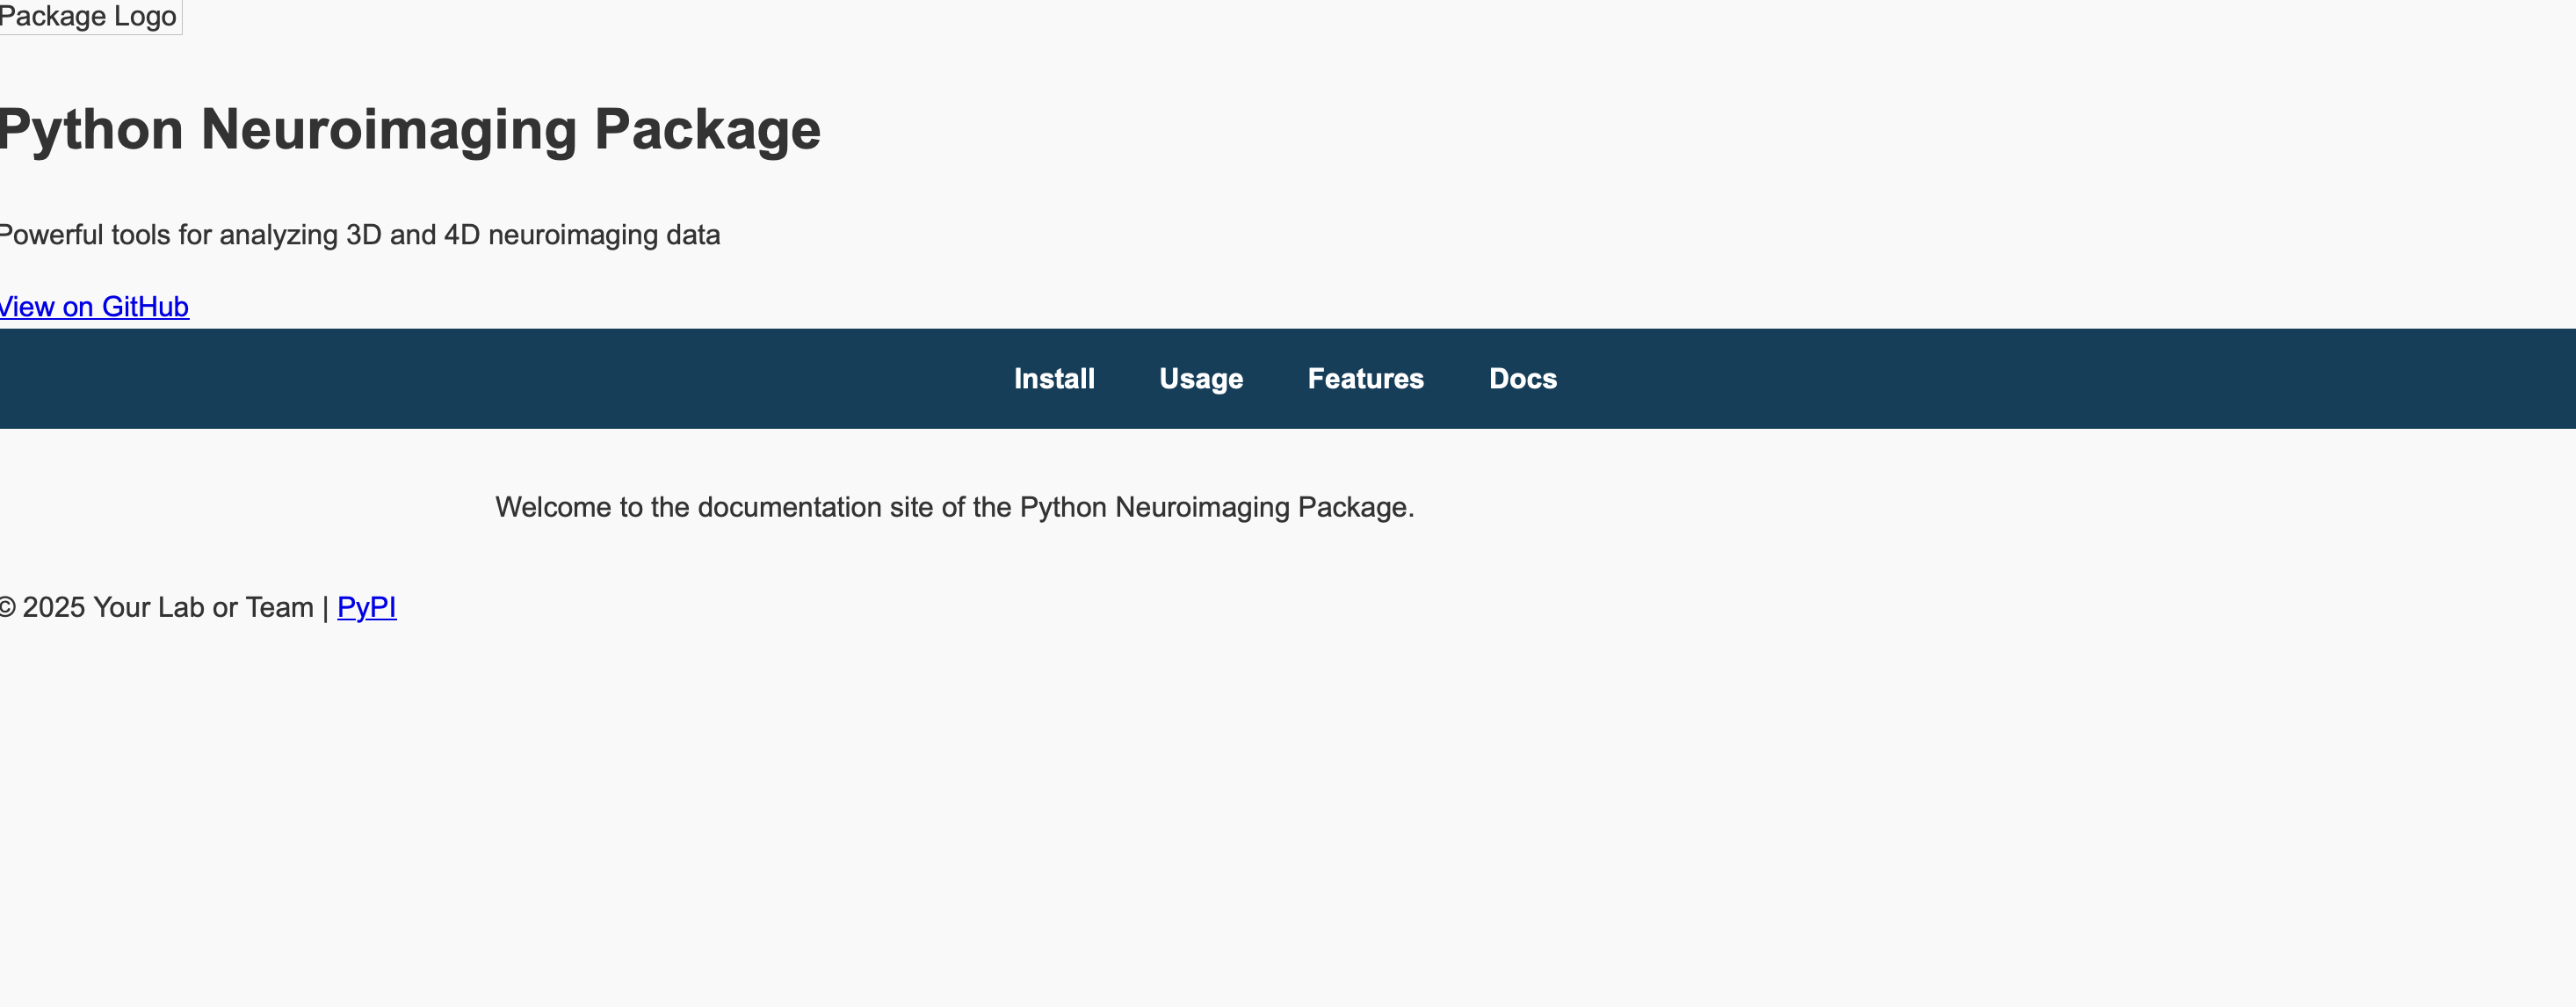 Package Logo
Python Neuroimaging Package
Powerful tools for analyzing 3D and 4D neuroimaging data
View on GitHub
Install Usage Features Docs
Welcome to the documentation site of the Python Neuroimaging Package.
© 2025 Your Lab or Team | PyPI